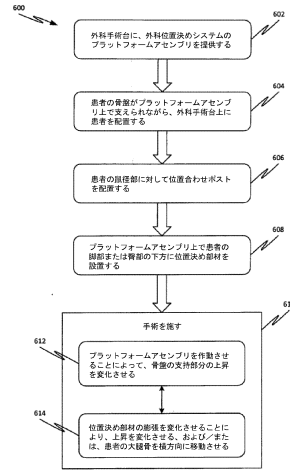 600
602
外科手術台に、外科位置決めシステムの
プラットフォームアセンブリを提供する
604
患者の骨盤がプラットフォームアセンブ
リ上で支えられながら、外科手術台上に
患者を配置する
606
患者の鼠径部に対して位置合わせポスト
を配置する
608
プラットフォームアセンブリ上で患者の
脚部または臀部の下方に位置決め部材を
設置する
61
手術を施す
612
プラットフォームアセンブリを作動させ
ることによって、骨盤の支持部分の上昇
を変化させる
614
位置決め部材の膨張を変化させることに
より、上昇を変化させる、および/または、
患者の大腿骨を横方向に移動させる